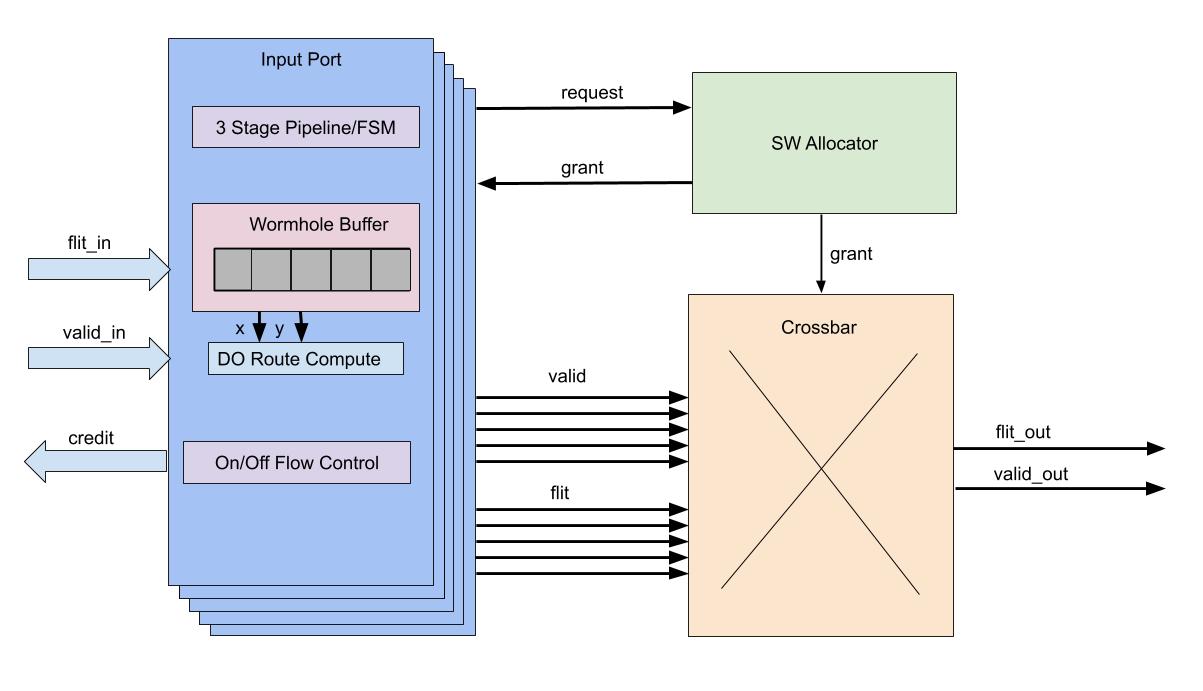 Input Port
3 Stage Pipeline/FSM
Wormhole Buffer
x y
DO Route Compute
On/Off Flow Control
flit_in
valid_in
credit
request
grant
SW Allocator
grant
valid
flit
Crossbar
flit_out
valid_out